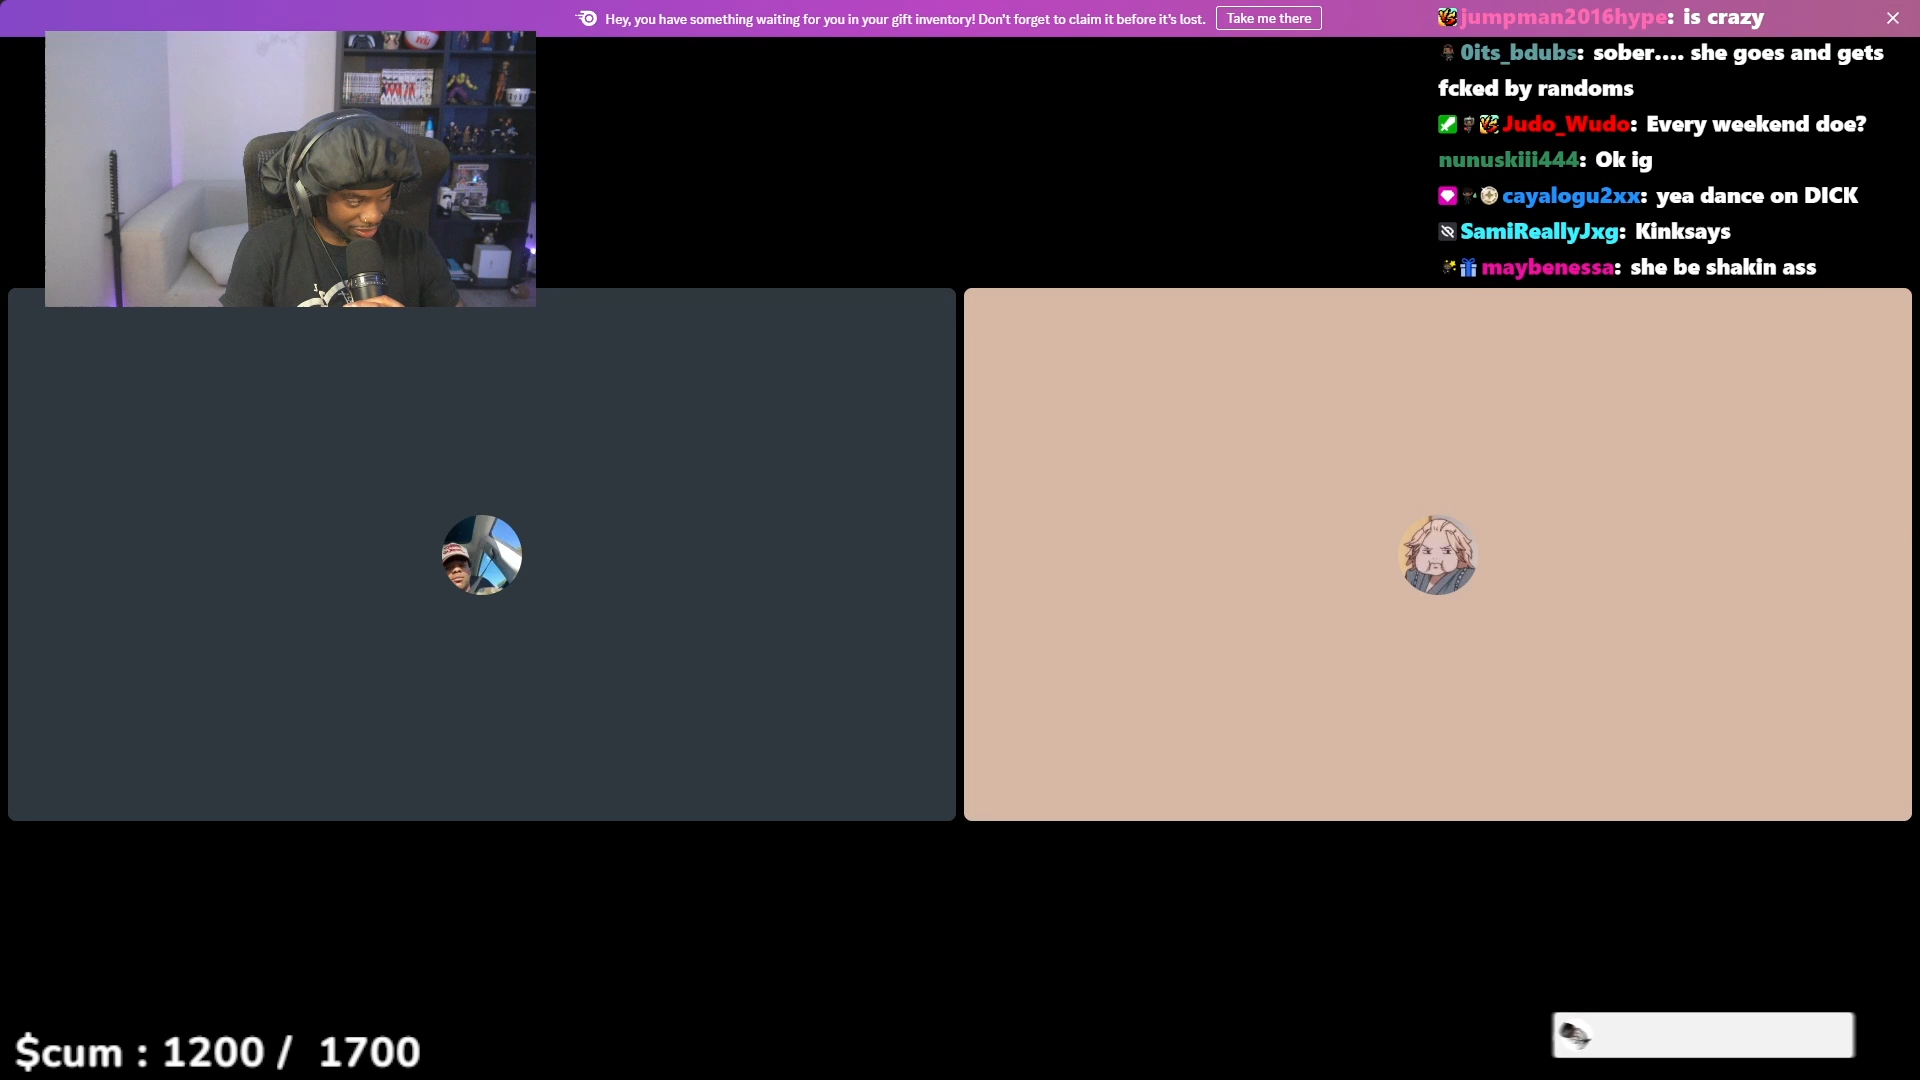 Hey, you have something waiting for you in your gift inventory! Don't forget to claim it before it's lost. Take me there
jumpman2016hype: is crazy
0its_bdubs: sober.... she goes and gets
fcked by randoms
Judo_Wudo: Every weekend doe?
nunuskiii444: Ok ig
cayalogu2xx: yea dance on DICK
SamiReallyJxg: Kinksays
maybenessa: she be shakin ass
$cum : 1200 / 1700